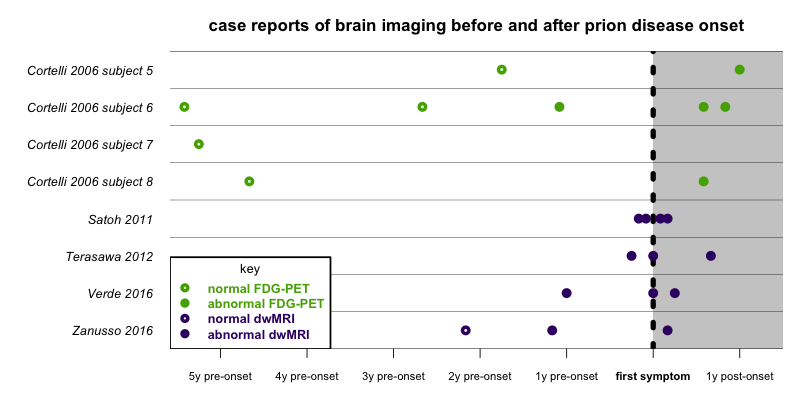 case reports of brain imaging before and after prion disease onset
Cortelli 2006 subject 5
Cortelli 2006 subject 6
Cortelli 2006 subject 7
Cortelli 2006 subject 8
Satoh 2011
Terasawa 2012
Verde 2016
Zanusso 2016
key
normal FDG-PET
abnormal FDG-PET
normal dwMRI
abnormal dwMRI
5y pre-onset 4y pre-onset 3y pre-onset 2y pre-onset 1y pre-onset first symptom 1y post-onset